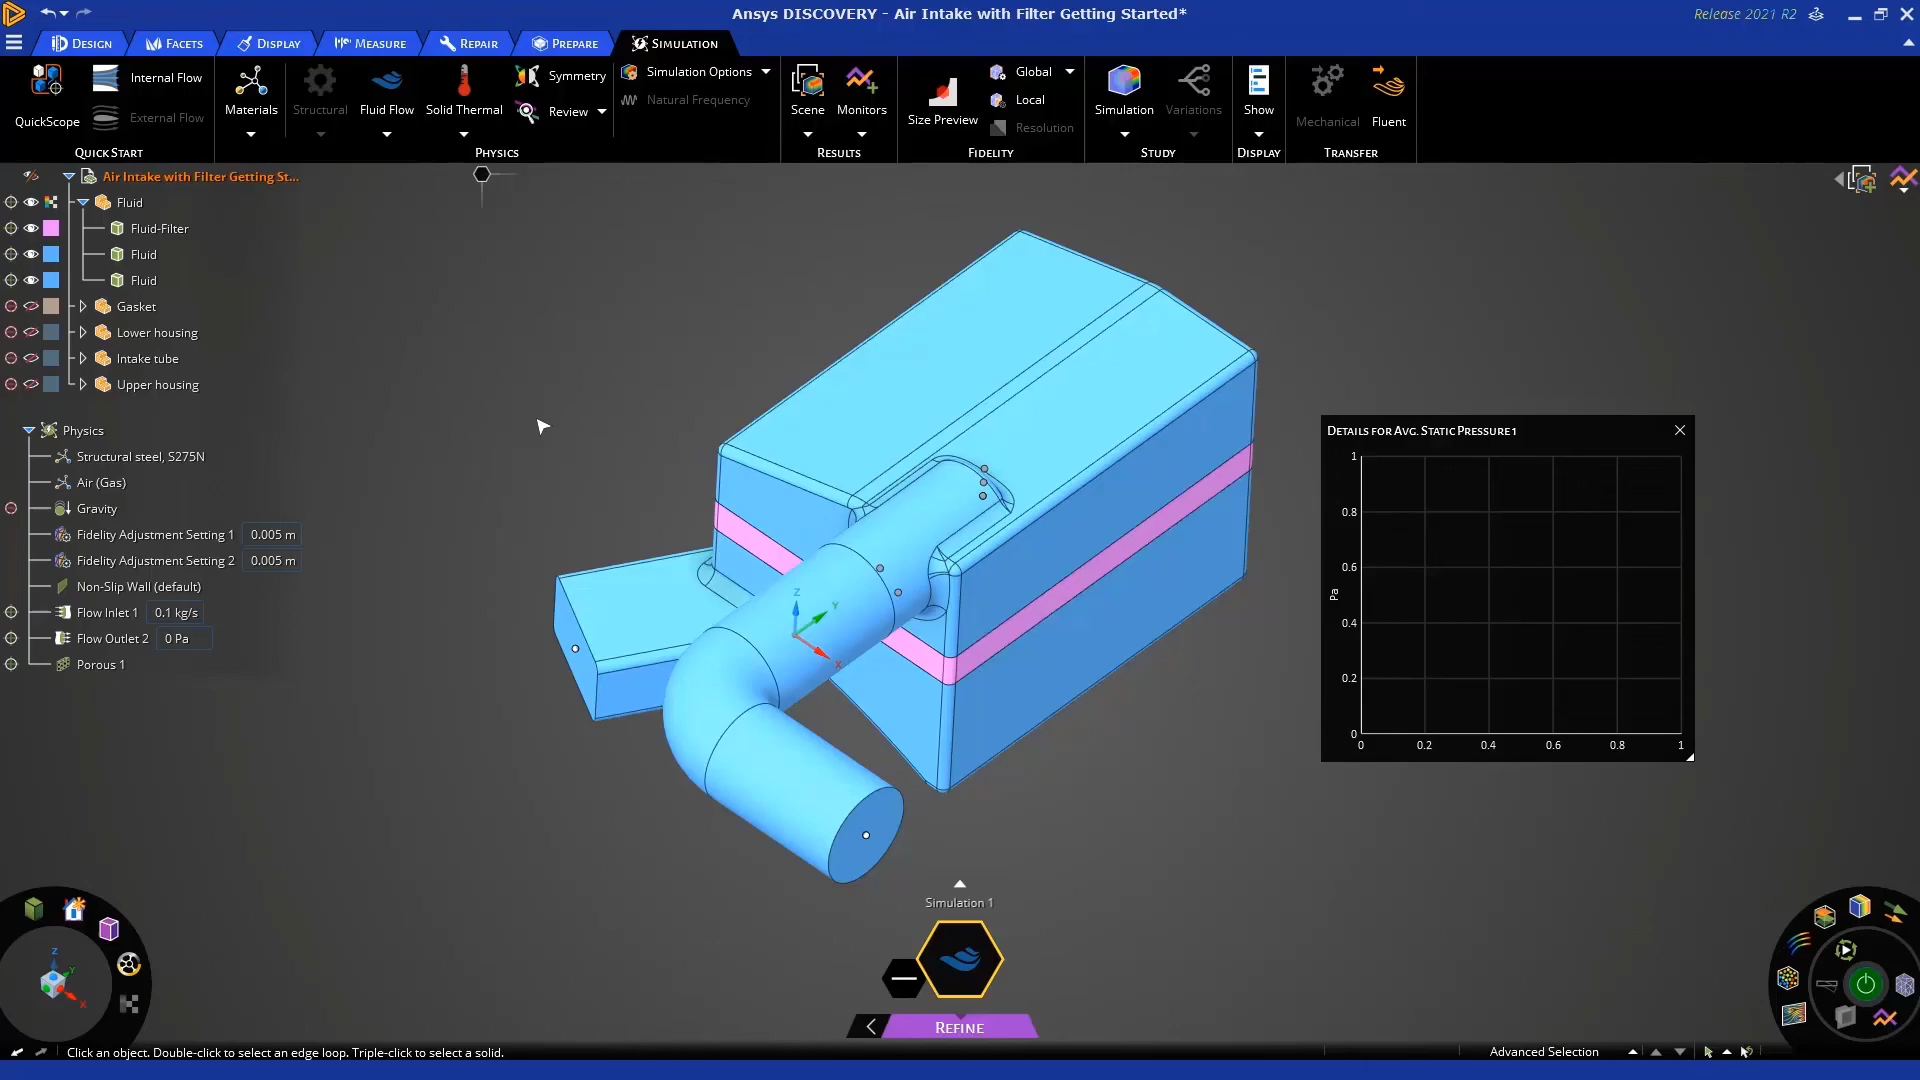 Ansys DISCOVERY - Air Intake with Filter Getting Started*
Release 2021 R2
DESIGN FACETS DISPLAY MEASURE REPAIR PREPARE SIMULATION
QuickScope
Internal Flow
External Flow
QUICK START
Materials
Structural
Fluid Flow
Solid Thermal
Symmetry
Review
PHYSICS
Simulation Options
Natural Frequency
Scene
Monitors
RESULTS
Size Preview
Global
Local
Resolution
FIDELITY
Simulation
Variations
STUDY
Show
DISPLAY
Mechanical
Fluent
TRANSFER
Air Intake with Filter Getting St...
Fluid
Fluid-Filter
Fluid
Fluid
Gasket
Lower housing
Intake tube
Upper housing
Physics
Structural steel, S275N
Air (Gas)
Gravity
Fidelity Adjustment Setting 1 0.005 m
Fidelity Adjustment Setting 2 0.005 m
Non-Slip Wall (default)
Flow Inlet 1 0.1 kg/s
Flow Outlet 2 0 Pa
Porous 1
Z
Y
X
DETAILS FOR AVG. STATIC PRESSURE 1
1
0.8
0.6
Pa
0.4
0.2
0
0 0.2 0.4 0.6 0.8 1
Simulation 1
REFINE
Z
Y
X
Click an object. Double-click to select an edge loop. Triple-click to select a solid.
Advanced Selection